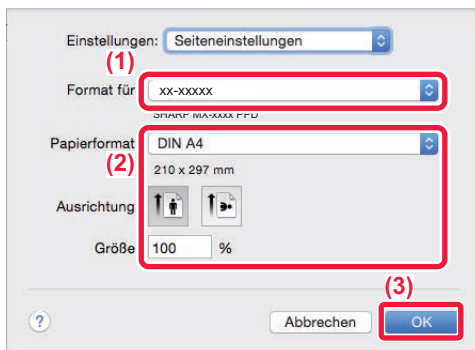 Einstellungen: Seiteneinstellungen
(1)
Format für xx-xxxxx
SHARP MX-xxxx PPD
Papierformat DIN A4
(2)
210 x 297 mm
Ausrichtung
Größe 100 %
(3)
? Abbrechen OK